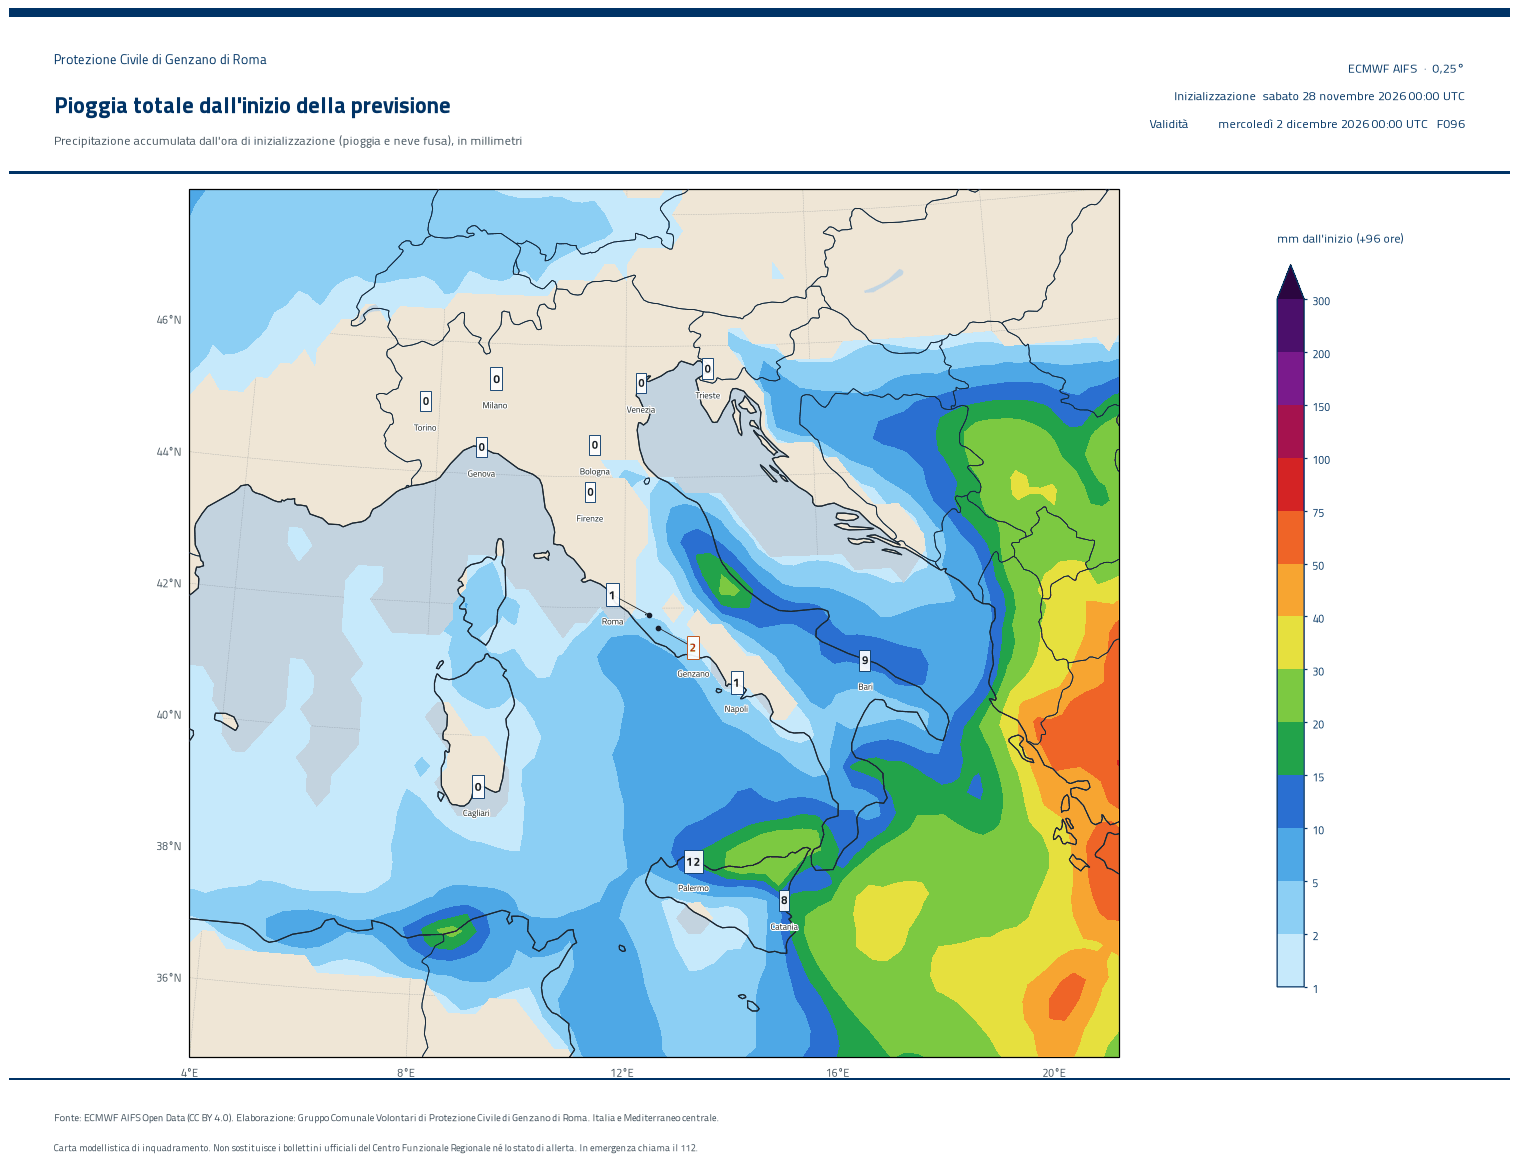 Protezione Civile di Genzano di Roma
Pioggia totale dall'inizio della previsione
Precipitazione accumulata dall'ora di inizializzazione (pioggia e neve fusa), in millimetri
ECMWF AIFS · 0,25°
Inizializzazione sabato 28 novembre 2026 00:00 UTC
Validità mercoledì 2 dicembre 2026 00:00 UTC F096
mm dall'inizio (+96 ore)
300
200
150
100
75
50
40
30
20
15
10
5
2
1
46°N
44°N
42°N
40°N
38°N
36°N
4°E
8°E
12°E
16°E
20°E
0
Trieste
0
Milano
0
Venezia
0
Torino
0
Genova
0
Bologna
0
Firenze
1
Roma
2
Genzano
1
Napoli
9
Bari
0
Cagliari
12
Palermo
8
Catania
Fonte: ECMWF AIFS Open Data (CC BY 4.0). Elaborazione: Gruppo Comunale Volontari di Protezione Civile di Genzano di Roma. Italia e Mediterraneo centrale.
Carta modellistica di inquadramento. Non sostituisce i bollettini ufficiali del Centro Funzionale Regionale né lo stato di allerta. In emergenza chiama il 112.